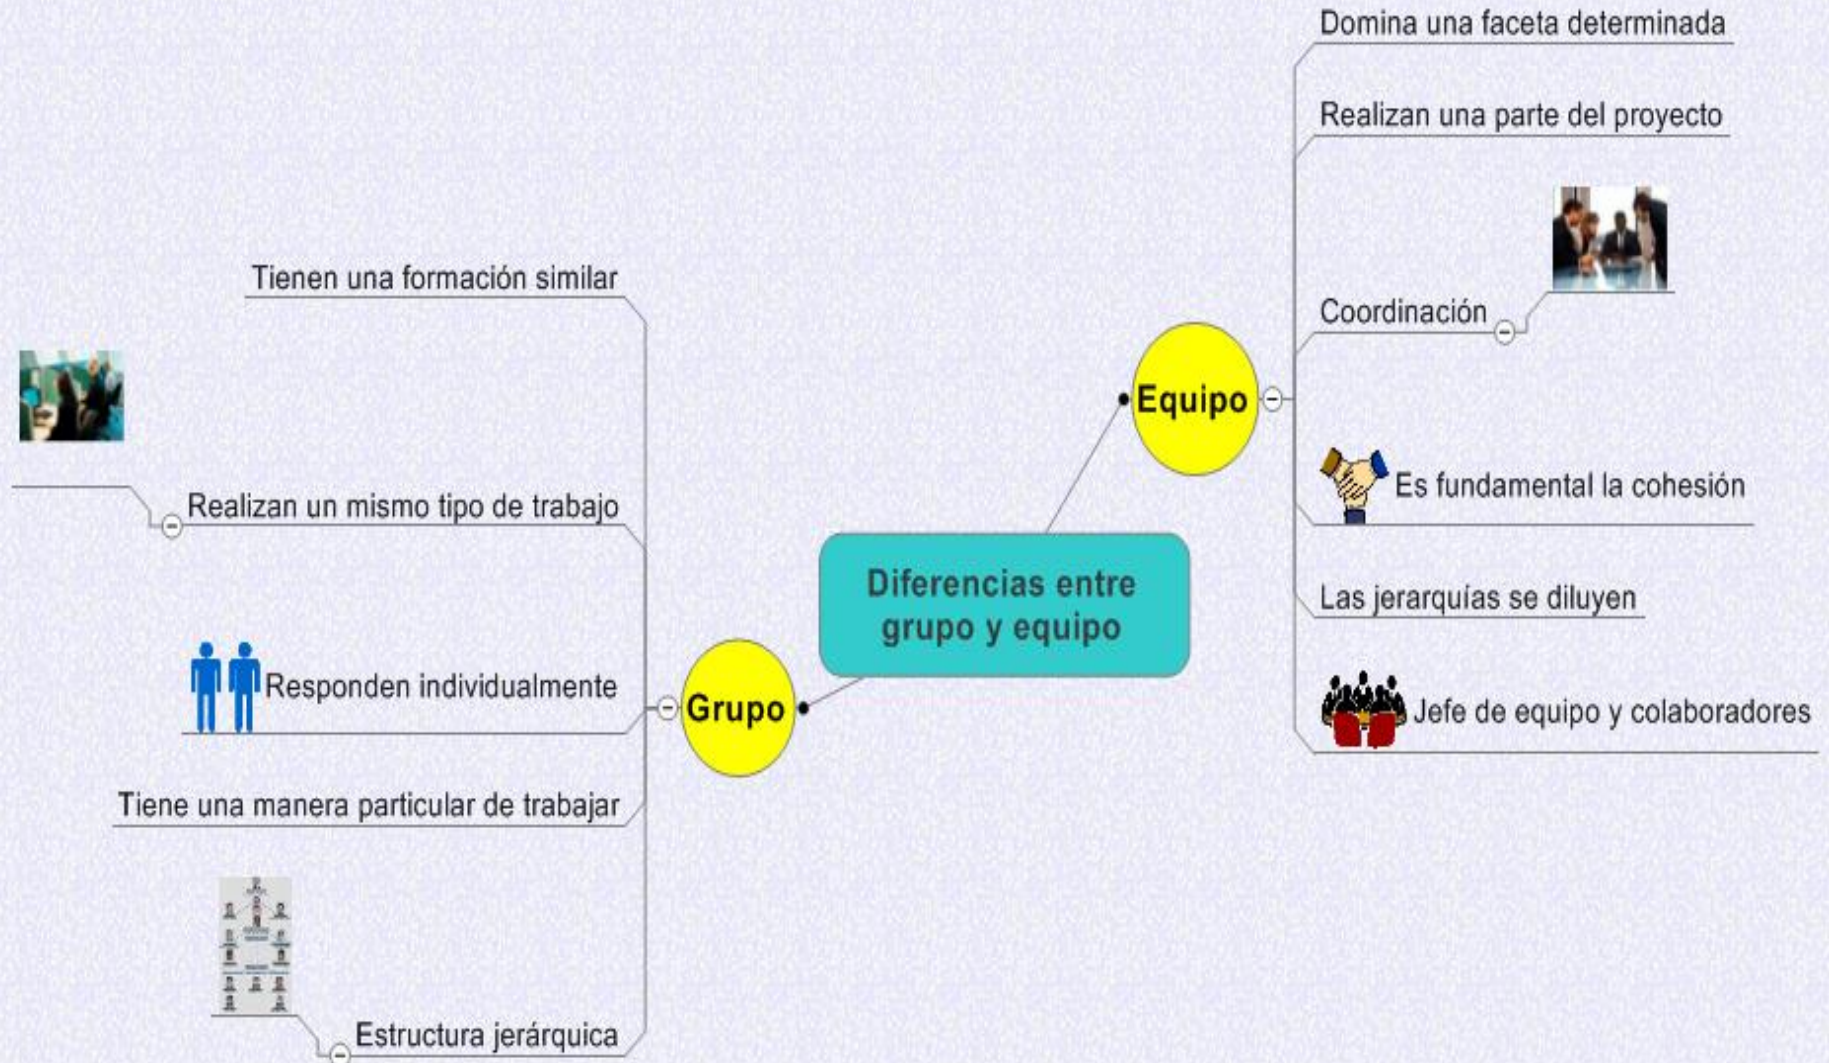 Diferencias entre
grupo y equipo
Equipo
Domina una faceta determinada
Realizan una parte del proyecto
Coordinación
Es fundamental la cohesión
Las jerarquías se diluyen
Jefe de equipo y colaboradores
Grupo
Tienen una formación similar
Realizan un mismo tipo de trabajo
Responden individualmente
Tiene una manera particular de trabajar
Estructura jerárquica